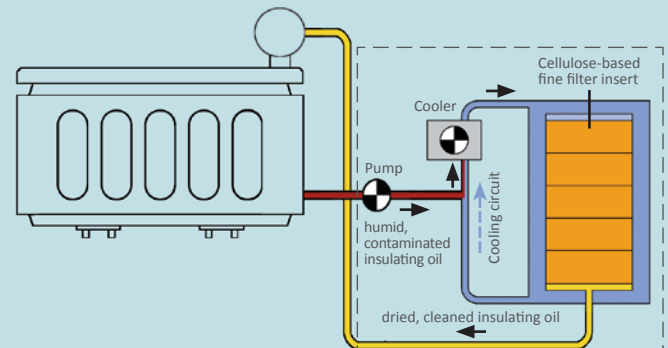 Cellulose-based
fine filter insert
Cooler
Pump
Cooling circuit
humid,
contaminated
insulating oil
dried, cleaned insulating oil